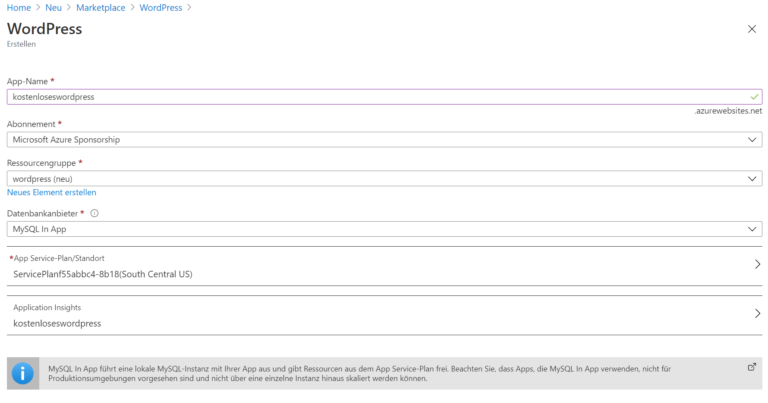 Home > Neu > Marketplace > WordPress >
WordPress
Erstellen
App-Name *
kostenloseswordpress
.azurewebsites.net
Abonnement *
Microsoft Azure Sponsorship
Ressourcengruppe *
wordpress (neu)
Neues Element erstellen
Datenbankanbieter *
MySQL In App
*App Service-Plan/Standort
ServicePlanf55abbc4-8b18(South Central US)
Application Insights
kostenloseswordpress
MySQL In App führt eine lokale MySQL-Instanz mit Ihrer App aus und gibt Ressourcen aus dem App Service-Plan frei. Beachten Sie, dass Apps, die MySQL In App verwenden, nicht für
Produktionsumgebungen vorgesehen sind und nicht über eine einzelne Instanz hinaus skaliert werden können.